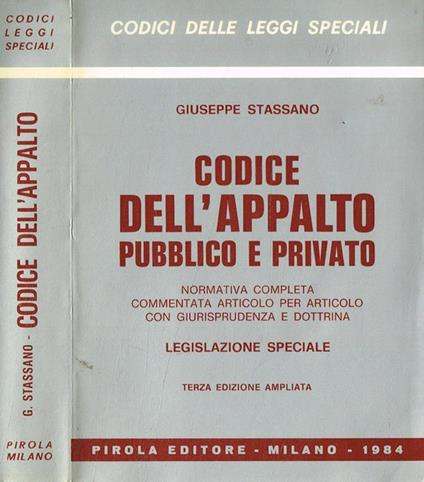 CODICI
LEGGI
SPECIALI
G. STASSANO - CODICE DELL'APPALTO
PIROLA
MILANO
CODICI DELLE LEGGI SPECIALI
GIUSEPPE STASSANO
CODICE
DELL'APPALTO
PUBBLICO E PRIVATO
NORMATIVA COMPLETA
COMMENTATA ARTICOLO PER ARTICOLO
CON GIURISPRUDENZA E DOTTRINA
LEGISLAZIONE SPECIALE
TERZA EDIZIONE AMPLIATA
PIROLA EDITORE - MILANO - 1984